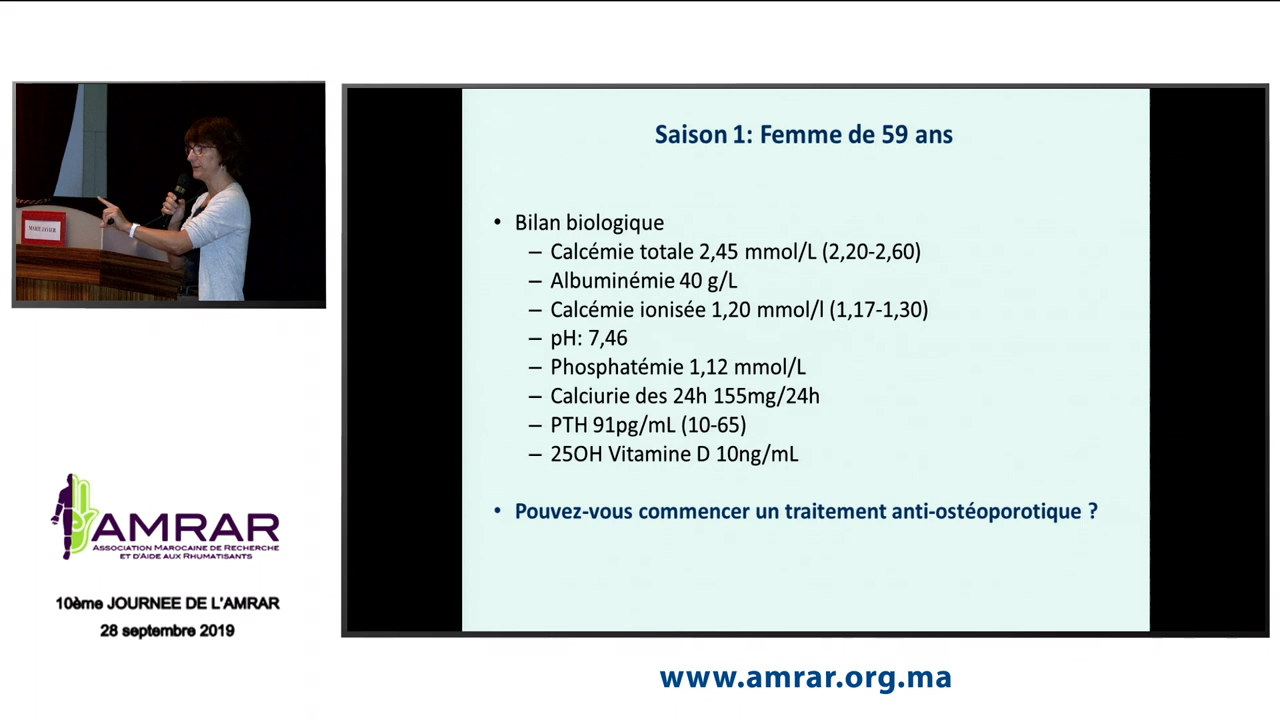 Saison 1: Femme de 59 ans
• Bilan biologique
– Calcémie totale 2,45 mmol/L (2,20-2,60)
– Albuminémie 40 g/L
– Calcémie ionisée 1,20 mmol/l (1,17-1,30)
– pH: 7,46
– Phosphatémie 1,12 mmol/L
– Calciurie des 24h 155mg/24h
– PTH 91pg/mL (10-65)
– 25OH Vitamine D 10ng/mL
• Pouvez-vous commencer un traitement anti-ostéoporotique ?
AMRAR
ASSOCIATION MAROCAINE DE RECHERCHE
ET D'AIDE AUX RHUMATISANTS
10ème JOURNEE DE L'AMRAR
28 septembre 2019
www.amrar.org.ma